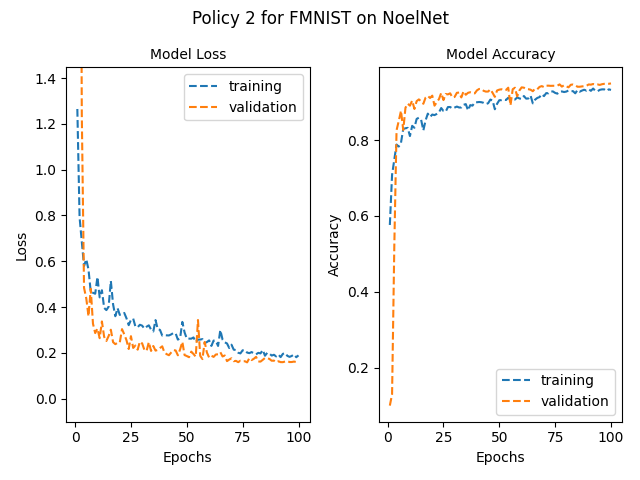 Policy 2 for FMNIST on NoelNet
Model Loss
training
validation
1.4
1.2
1.0
0.8
0.6
0.4
0.2
0.0
Loss
0
25
50
75
100
Epochs
Model Accuracy
training
validation
0.8
0.6
0.4
0.2
Accuracy
0
25
50
75
100
Epochs